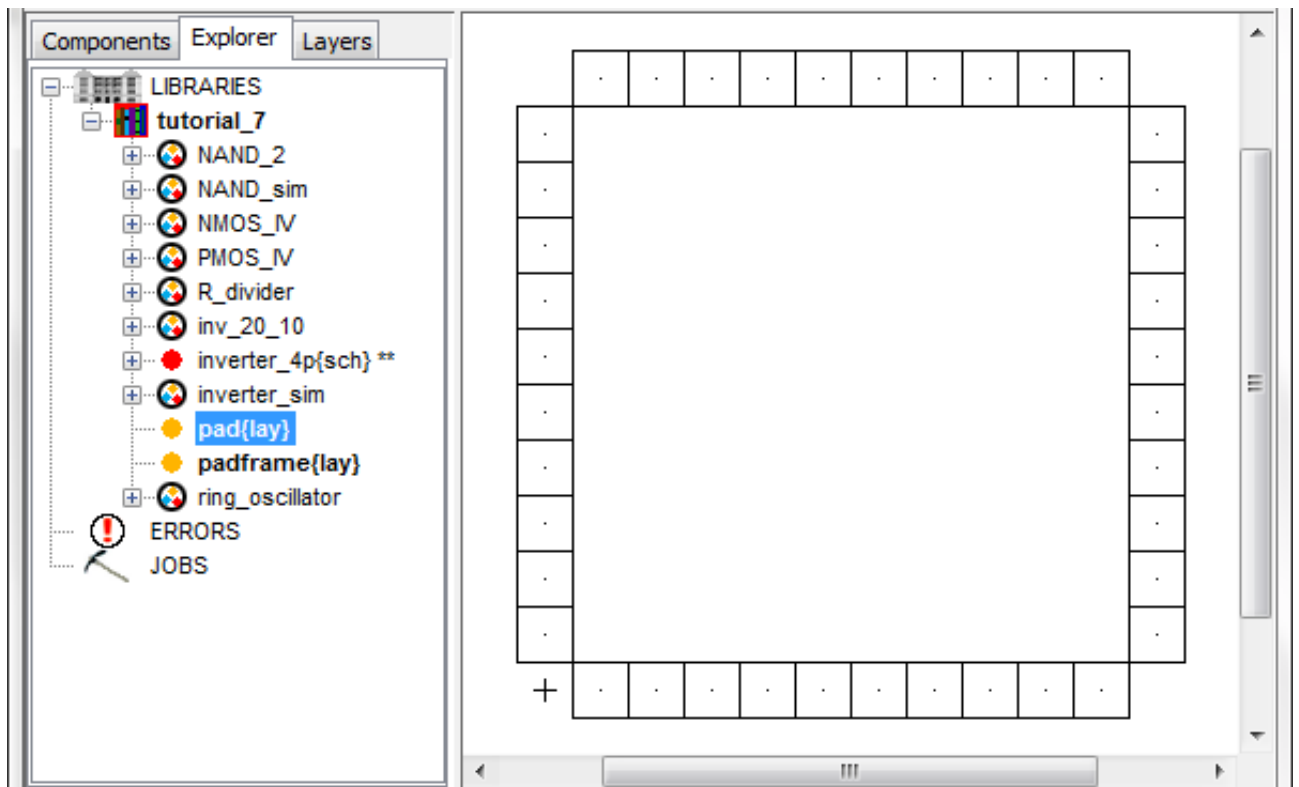 Components Explorer Layers
LIBRARIES
tutorial_7
NAND_2
NAND_sim
NMOS_IV
PMOS_IV
R_divider
inv_20_10
inverter_4p{sch} **
inverter_sim
pad{lay}
padframe{lay}
ring_oscillator
ERRORS
JOBS